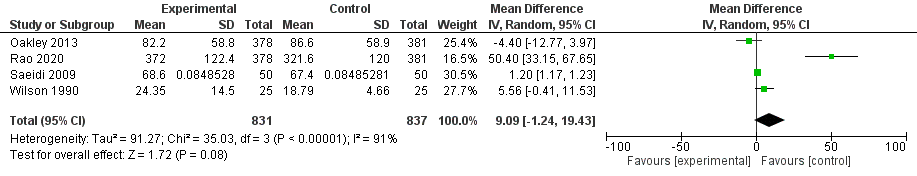 Experimental Control Mean Difference Mean Difference
Study or Subgroup Mean SD Total Mean SD Total Weight IV, Random, 95% CI IV, Random, 95% CI
Oakley 2013 82.2 58.8 378 86.6 58.9 381 25.4% -4.40 [-12.77, 3.97]
Rao 2020 372 122.4 378 321.6 120 381 16.5% 50.40 [33.15, 67.65]
Saeidi 2009 68.6 0.0848528 50 67.4 0.08485281 50 30.5% 1.20 [1.17, 1.23]
Wilson 1990 24.35 14.5 25 18.79 4.66 25 27.7% 5.56 [-0.41, 11.53]
Total (95% CI) 831 837 100.0% 9.09 [-1.24, 19.43]
Heterogeneity: Tau² = 91.27; Chi² = 35.03, df = 3 (P < 0.00001); I² = 91%
Test for overall effect: Z = 1.72 (P = 0.08)
-100 -50 0 50 100
Favours [experimental] Favours [control]